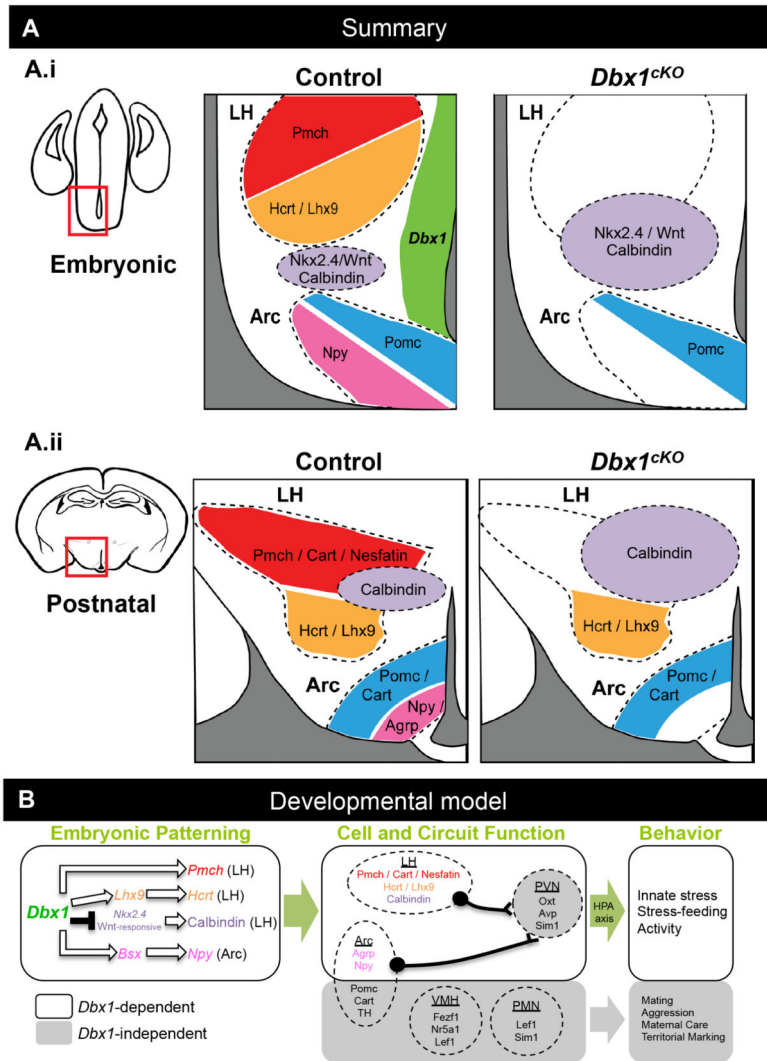 A
Summary
A.i
Control
Dbx1cKO
LH
Pmch
Hcrt / Lhx9
Dbx1
Nkx2.4/Wnt
Calbindin
Arc
Npy
Pomc
LH
Nkx2.4 / Wnt
Calbindin
Arc
Pomc
Embryonic
A.ii
Control
Dbx1cKO
LH
Pmch / Cart / Nesfatin
Calbindin
Hcrt / Lhx9
Arc
Pomc /
Cart
Npy /
Agrp
LH
Calbindin
Hcrt / Lhx9
Arc
Pomc /
Cart
Postnatal
B
Developmental model
Embryonic Patterning
Cell and Circuit Function
Behavior
Dbx1
Pmch (LH)
Lhx9
Hcrt (LH)
Nkx2.4
Wnt-responsive
Calbindin (LH)
Bsx
Npy (Arc)
Dbx1-dependent
Dbx1-independent
LH
Pmch / Cart / Nesfatin
Hcrt / Lhx9
Calbindin
PVN
Oxt
Avp
Sim1
Arc
Agrp
Npy
Pomc
Cart
TH
VMH
Fezf1
Nr5a1
Lef1
PMN
Lef1
Sim1
HPA
axis
Innate stress
Stress-feeding
Activity
Mating
Aggression
Maternal Care
Territorial Marking